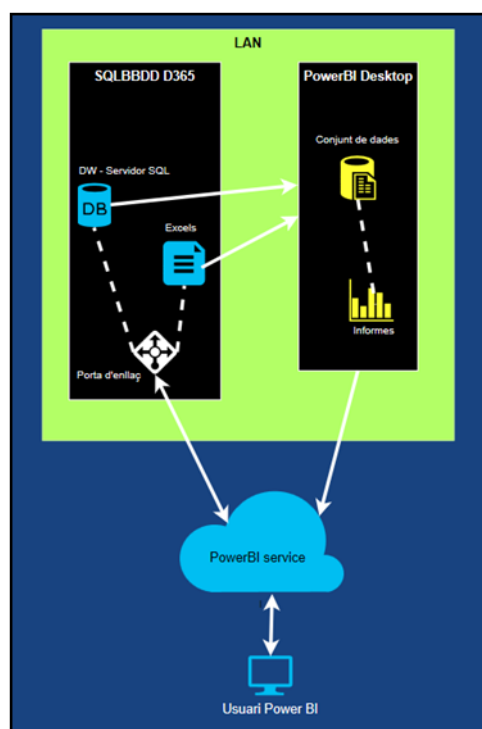 LAN
SQLBBDD D365
PowerBI Desktop
Conjunt de dades
DW - Servidor SQL
DB
Excels
Informes
Porta d'enllaç
PowerBI service
Usuari Power BI